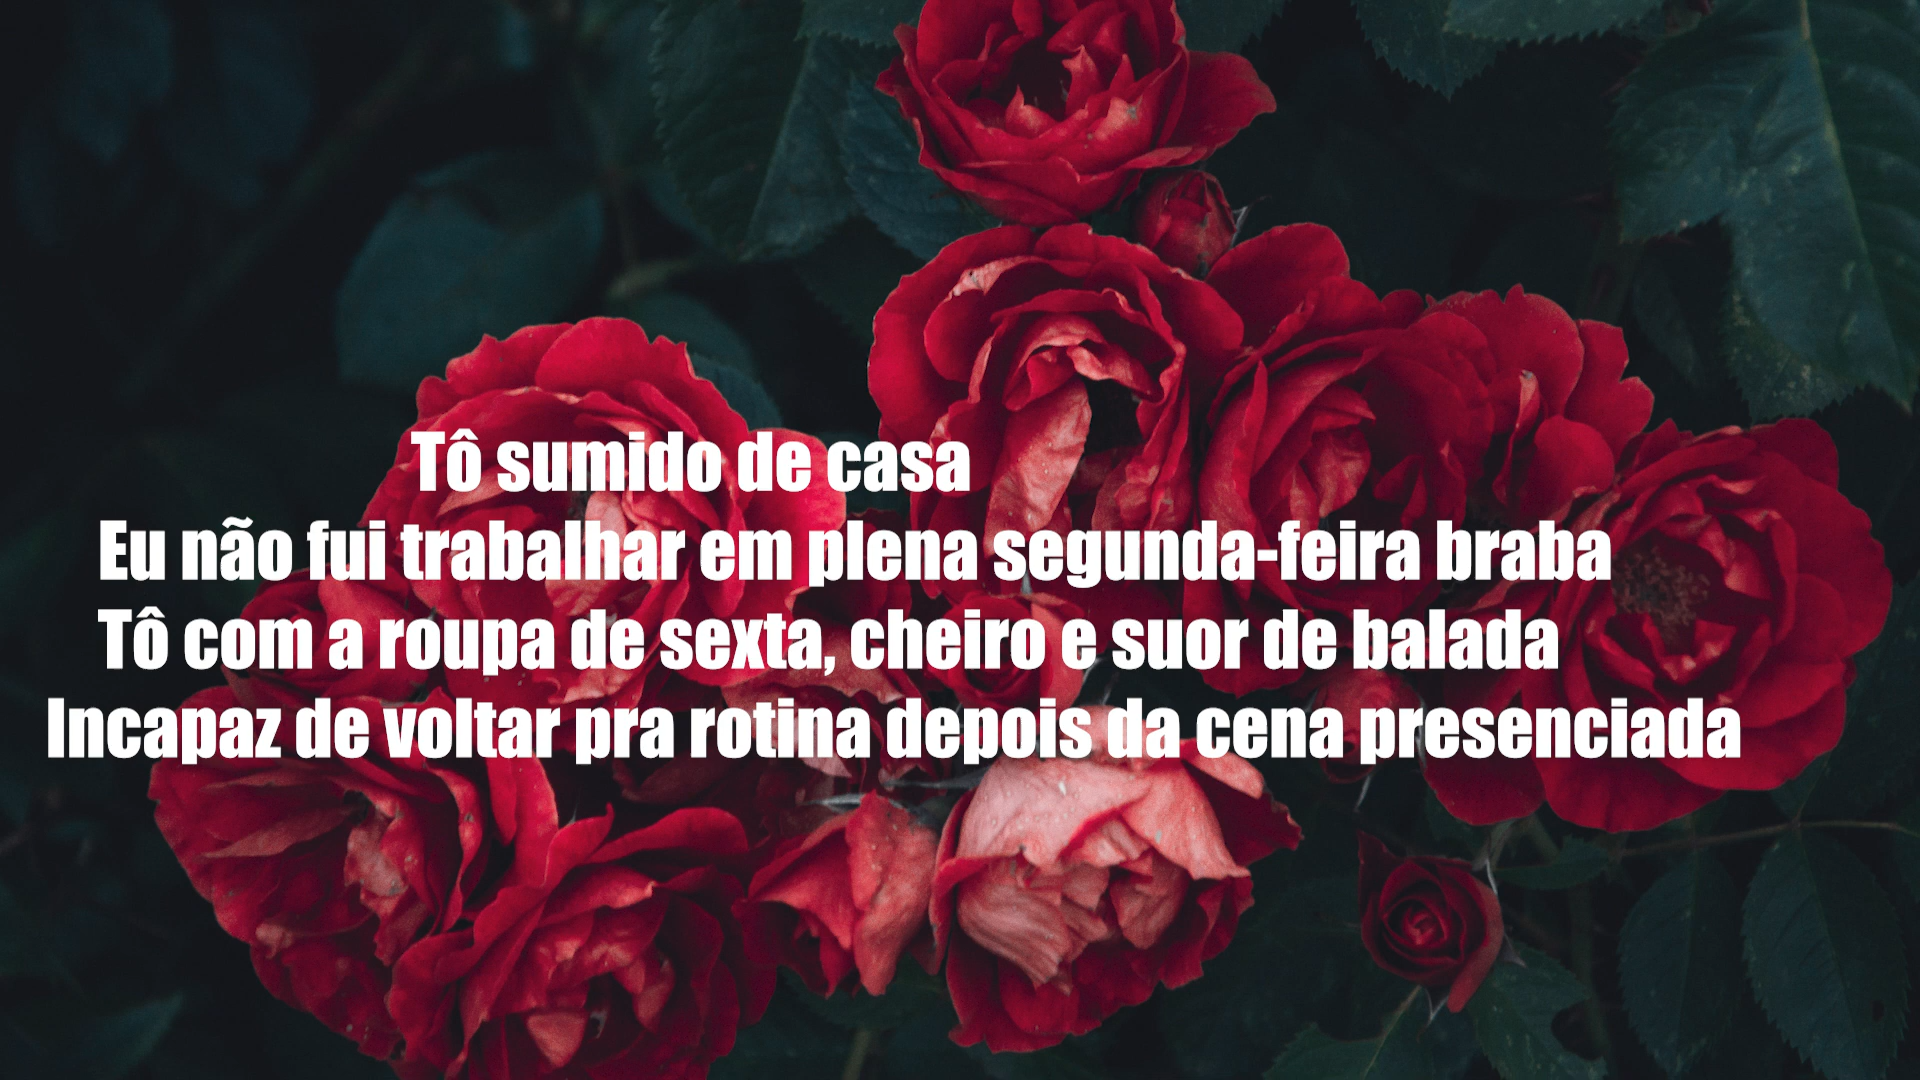 Tô sumido de casa
Eu não fui trabalhar em plena segunda-feira braba
Tô com a roupa de sexta, cheiro e suor de balada
Incapaz de voltar pra rotina depois da cena presenciada